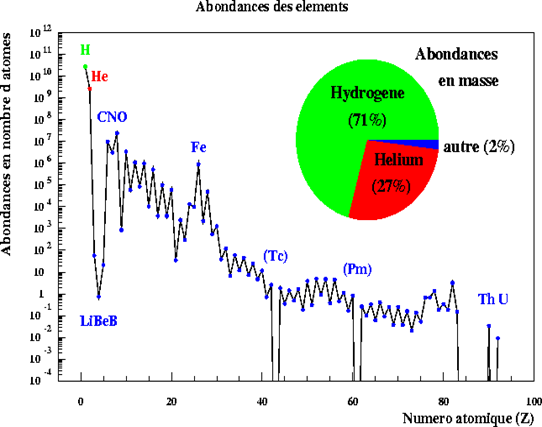 Abondances des elements
Abondances en nombre d atomes
10 12
10 11
10 10
10 9
10 8
10 7
10 6
10 5
10 4
10 3
10 2
10
1
10 -1
10 -2
10 -3
10 -4
H
He
CNO
LiBeB
Fe
(Tc)
(Pm)
Th U
Abondances
en masse
Hydrogene
(71%)
autre (2%)
Helium
(27%)
0 20 40 60 80 100
Numero atomique (Z)